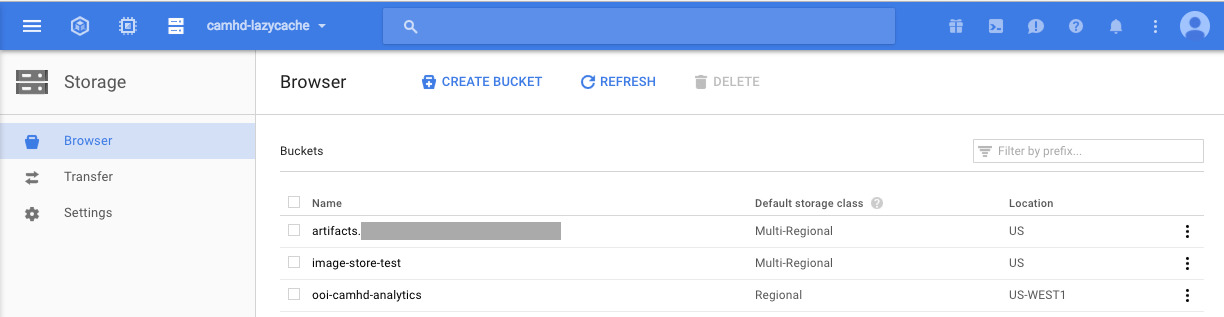 camhd-lazycache
Storage
Browser CREATE BUCKET REFRESH DELETE
Browser
Transfer
Settings
Buckets Filter by prefix...
Name Default storage class Location
artifacts. Multi-Regional US
image-store-test Multi-Regional US
ooi-camhd-analytics Regional US-WEST1